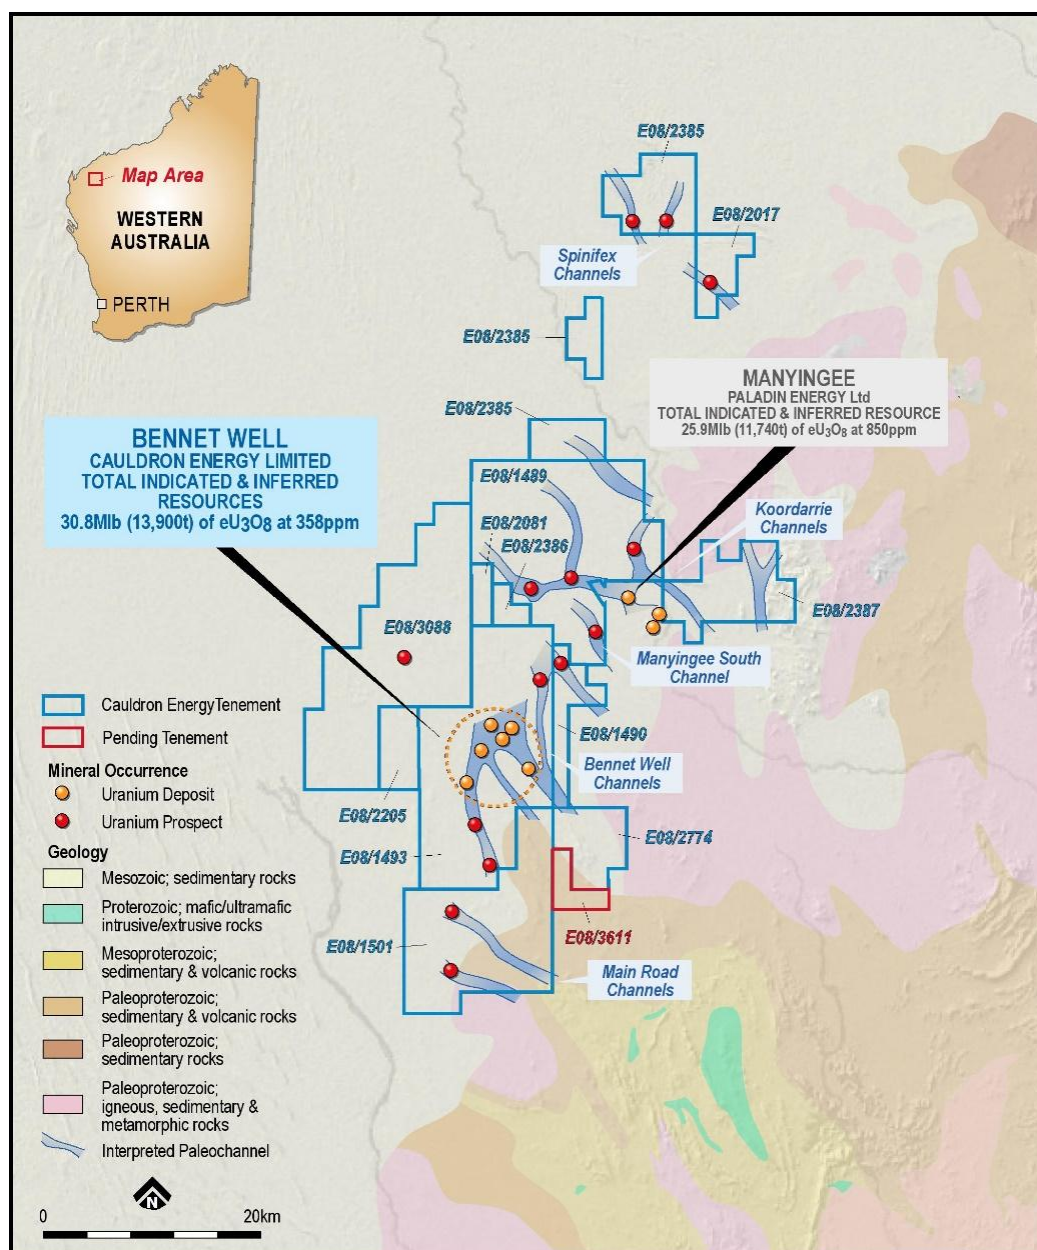 Map Area
WESTERN
AUSTRALIA
PERTH
E08/2385
E08/2017
Spinifex
Channels
E08/2385
MANYINGEE
PALADIN ENERGY Ltd
TOTAL INDICATED & INFERRED RESOURCE
25.9Mlb (11,740t) of eU3O8 at 850ppm
E08/2385
BENNET WELL
CAULDRON ENERGY LIMITED
TOTAL INDICATED & INFERRED
RESOURCES
30.8Mlb (13,900t) of eU3O8 at 358ppm
E08/1489
Koordarrie
Channels
E08/2081
E08/2386
E08/2387
E08/3088
Manyingee South
Channel
E08/1490
Bennet Well
Channels
E08/2205
E08/2774
E08/1493
E08/3611
E08/1501
Main Road
Channels
Cauldron EnergyTenement
Pending Tenement
Mineral Occurrence
Uranium Deposit
Uranium Prospect
Geology
Mesozoic; sedimentary rocks
Proterozoic; mafic/ultramafic
intrusive/extrusive rocks
Mesoproterozoic;
sedimentary & volcanic rocks
Paleoproterozoic;
sedimentary & volcanic rocks
Paleoproterozoic;
sedimentary rocks
Paleoproterozoic;
igneous, sedimentary &
metamorphic rocks
Interpreted Paleochannel
N
0 20km